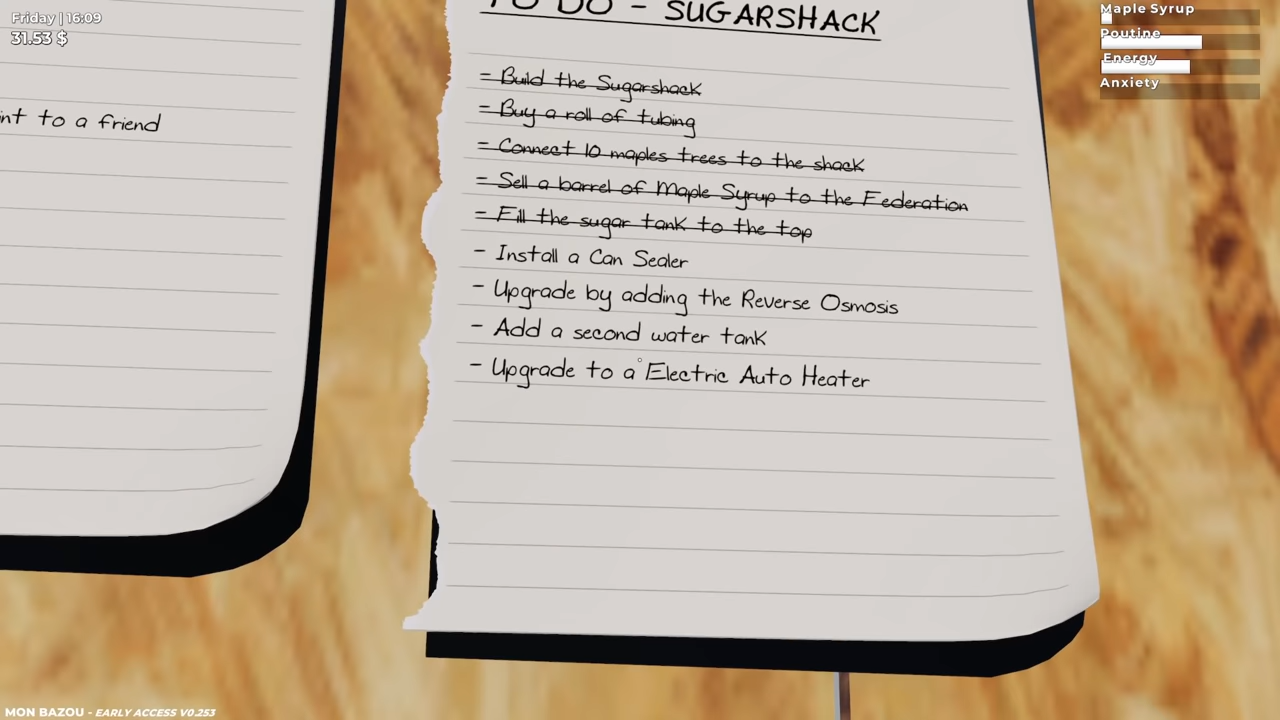 Friday | 16:09
31.53 $
Maple Syrup
Poutine
Energy
Anxiety
to a friend
TO DO - SUGARSHACK
- Build the Sugarshack
- Buy a roll of tubing
- Connect 10 maples trees to the shack
- Sell a barrel of Maple Syrup to the Federation
- Fill the sugar tank to the top
- Install a Can Sealer
- Upgrade by adding the Reverse Osmosis
- Add a second water tank
- Upgrade to a Electric Auto Heater
MON BAZOU - EARLY ACCESS V0.253